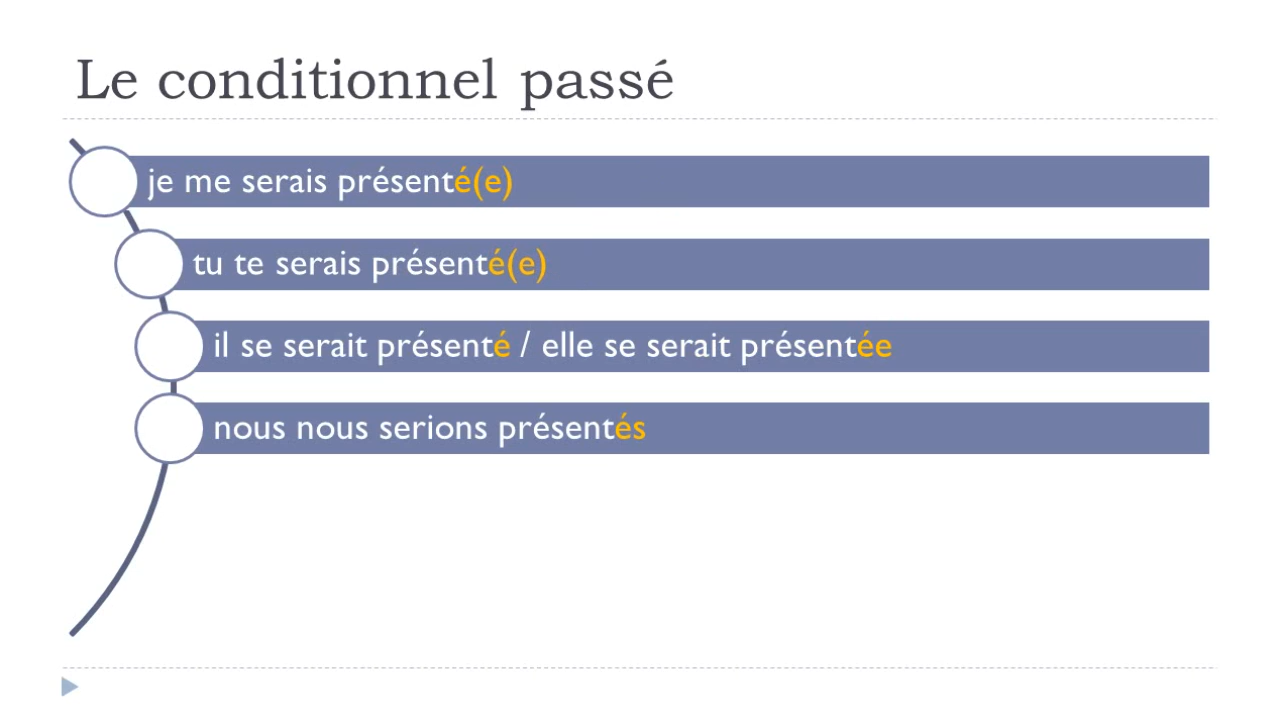 Le conditionnel passé
je me serais présenté(e)
tu te serais présenté(e)
il se serait présenté / elle se serait présentée
nous nous serions présentés